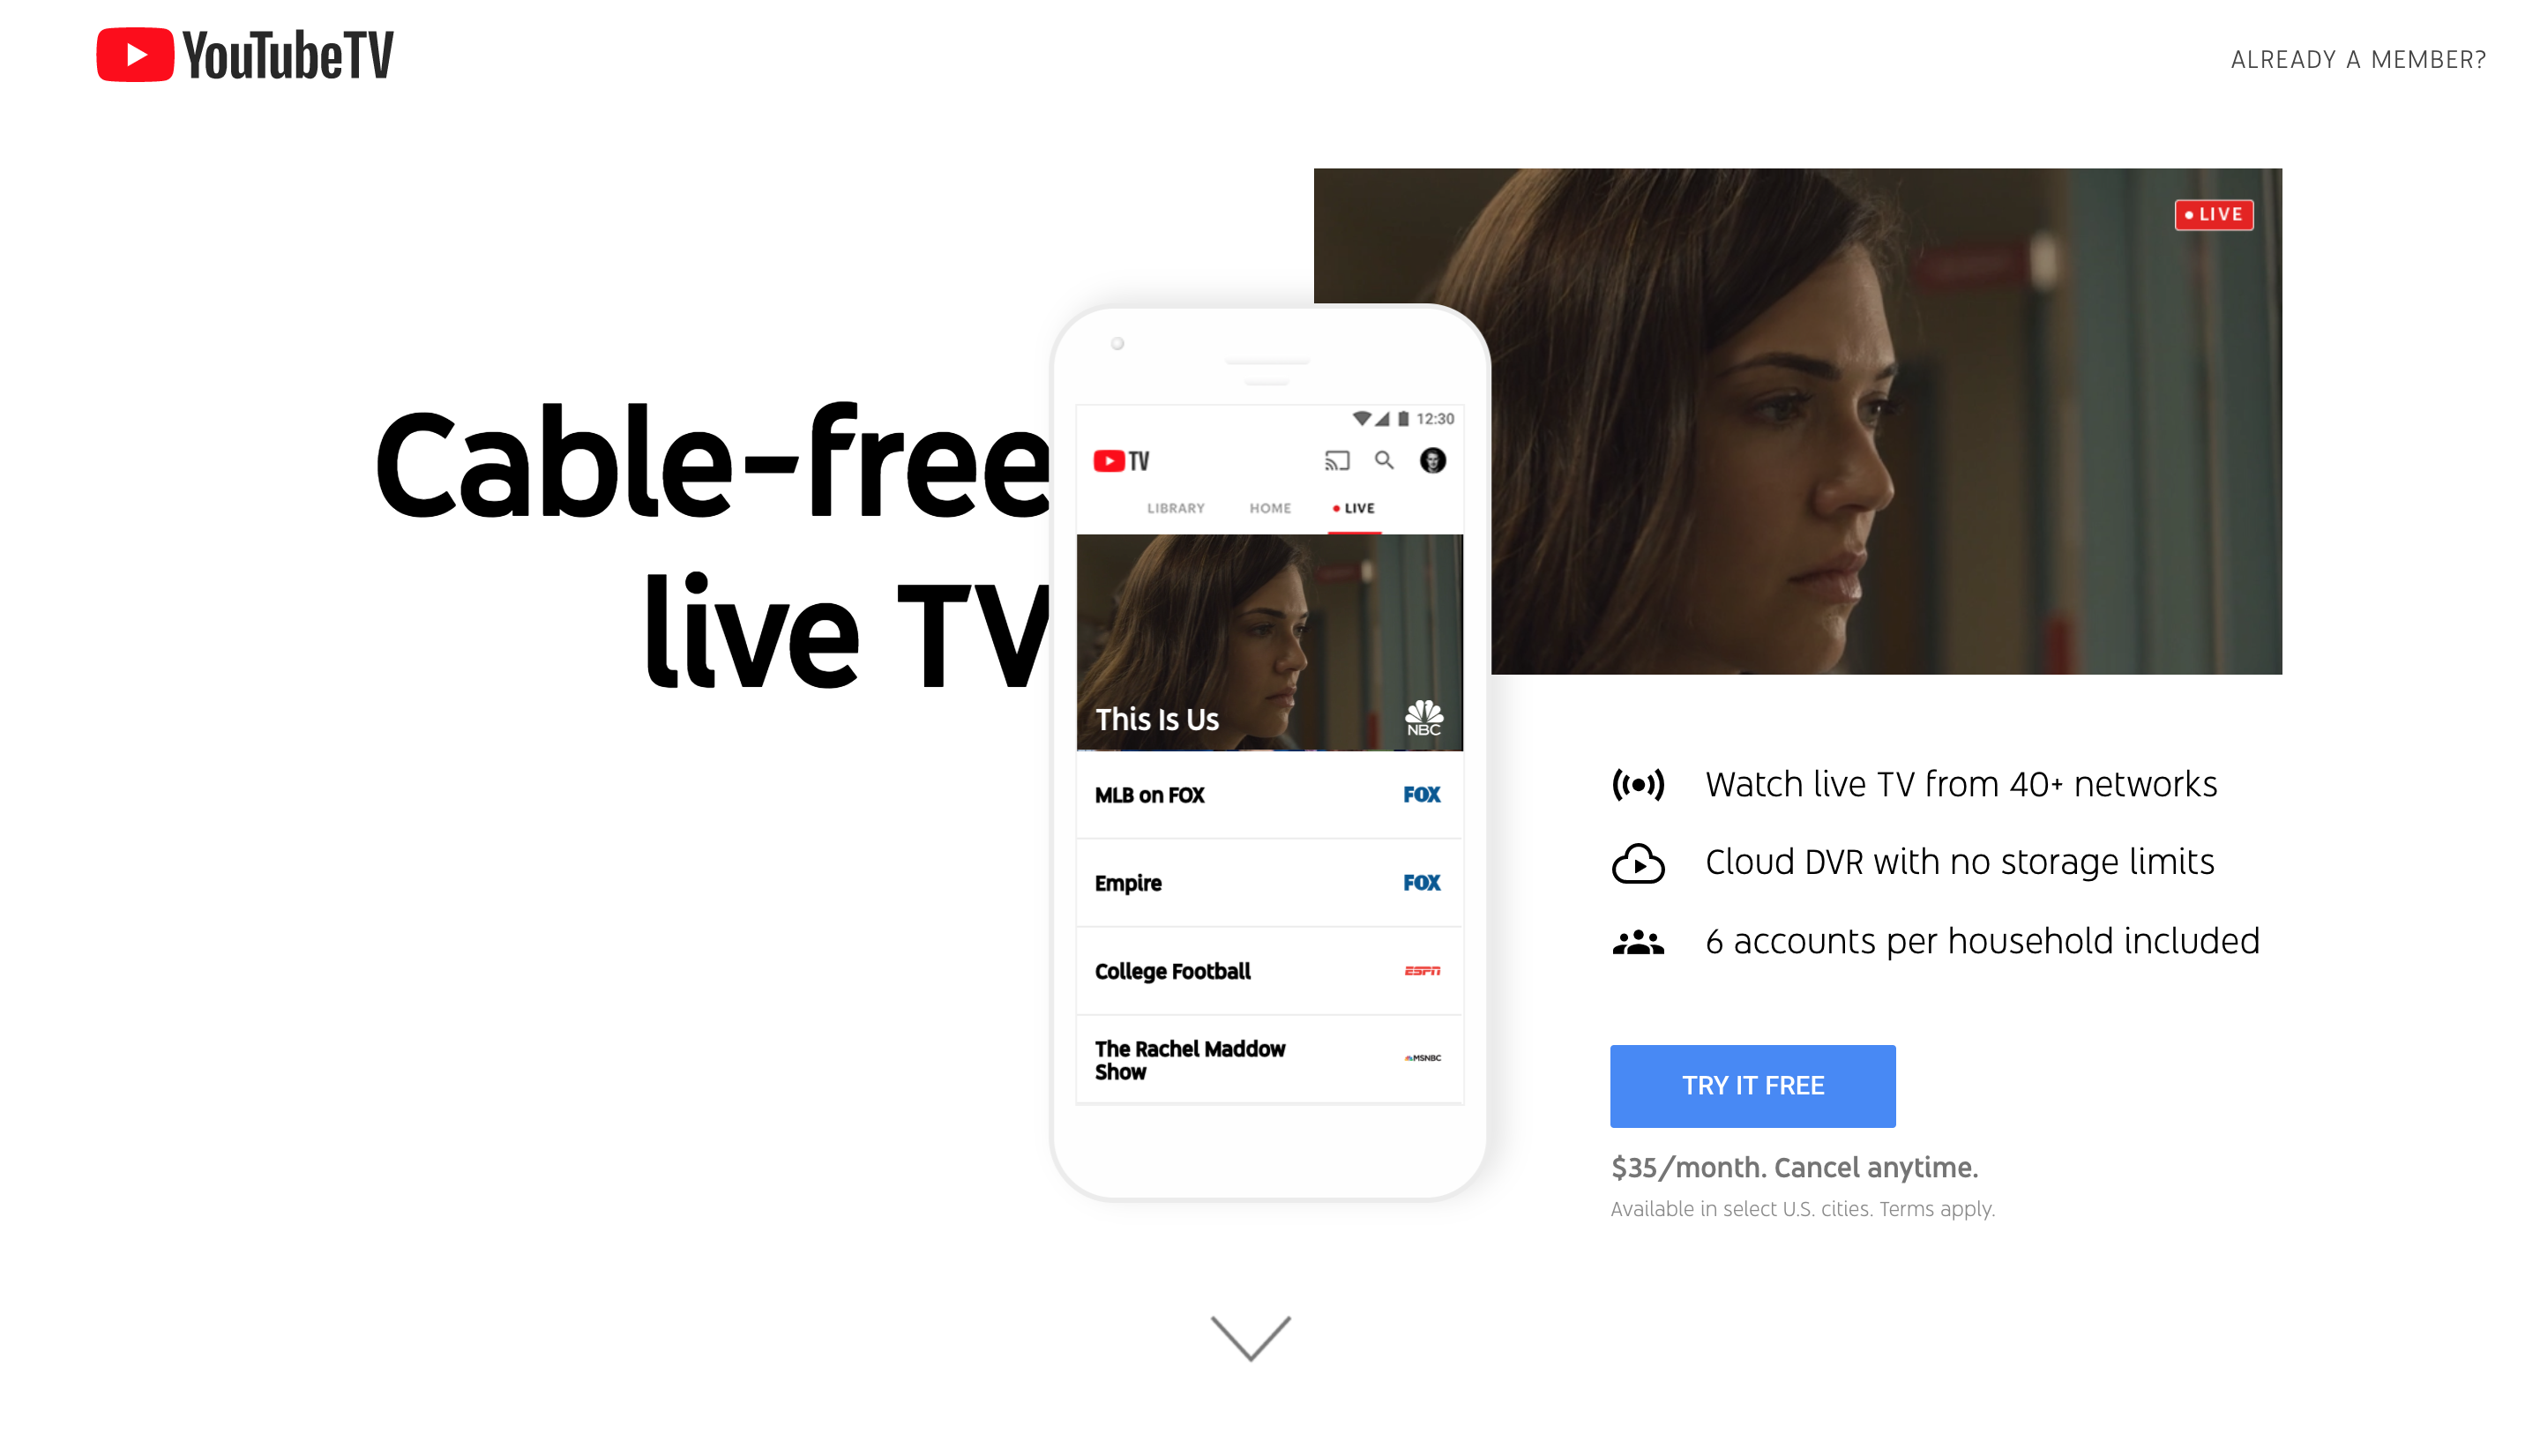 YouTubeTV
ALREADY A MEMBER?
LIVE
Cable-free
live TV
12:30
TV
LIBRARY HOME LIVE
This Is Us NBC
MLB on FOX FOX
Empire FOX
College Football ESPN
The Rachel Maddow
Show MSNBC
Watch live TV from 40+ networks
Cloud DVR with no storage limits
6 accounts per household included
TRY IT FREE
$35/month. Cancel anytime.
Available in select U.S. cities. Terms apply.